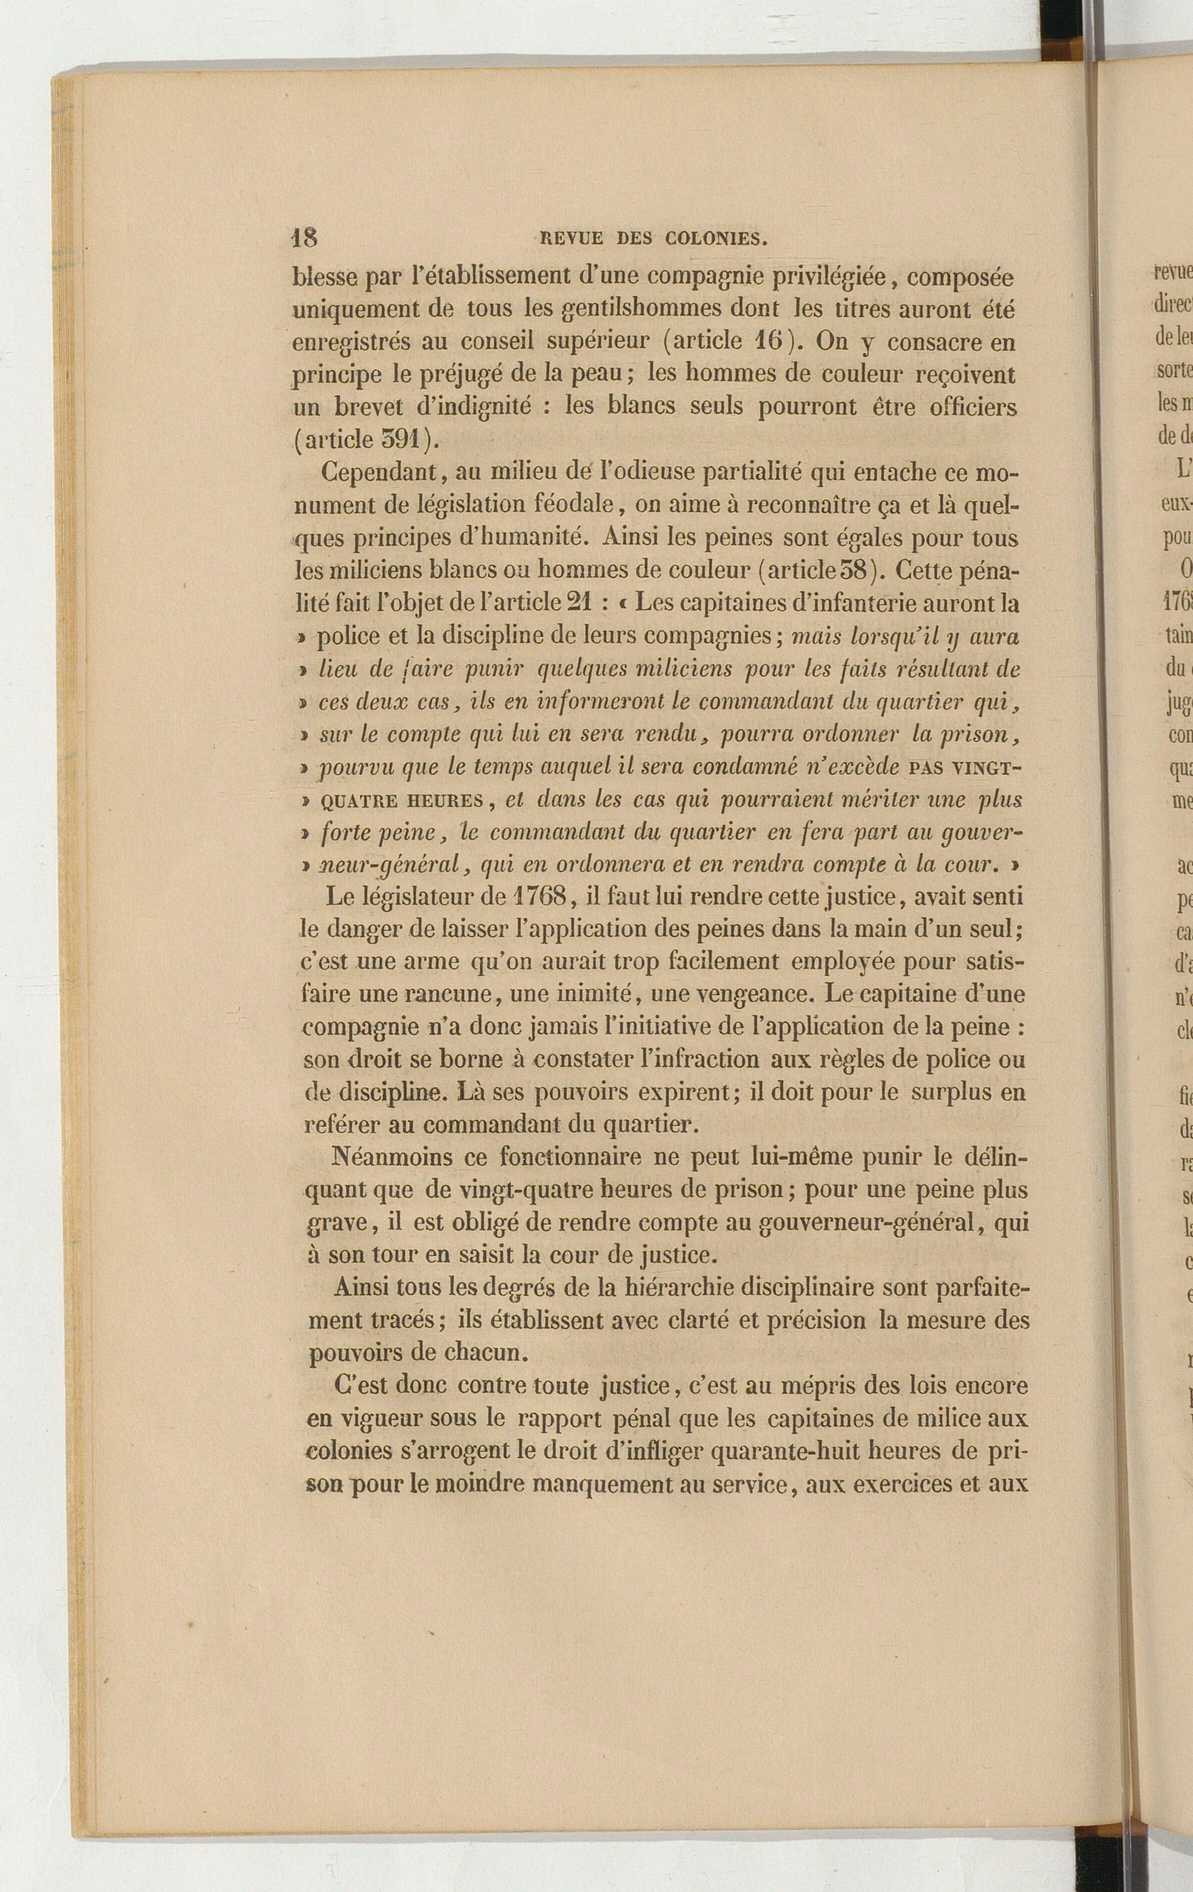 18 REVUE DES COLONIES.
blesse par l'établissement d'une compagnie privilégiée, composée
uniquement de tous les gentilshommes dont les titres auront été
enregistrés au conseil supérieur (article 16). On y consacre en
principe le préjugé de la peau; les hommes de couleur reçoivent
un brevet d'indignité : les blancs seuls pourront être officiers
(article 391).
Cependant, au milieu de l'odieuse partialité qui entache ce mo-
nument de législation féodale, on aime à reconnaître ça et là quel-
ques principes d'humanité. Ainsi les peines sont égales pour tous
les miliciens blancs ou hommes de couleur (article 38). Cette péna-
lité fait l'objet de l'article 21 : « Les capitaines d'infanterie auront la
» police et la discipline de leurs compagnies; mais lorsqu'il y aura
» lieu de faire punir quelques miliciens pour les faits résultant de
» ces deux cas, ils en informeront le commandant du quartier qui,
» sur le compte qui lui en sera rendu, pourra ordonner la prison,
» pourvu que le temps auquel il sera condamné n'excède PAS VINGT-
» QUATRE HEURES, et dans les cas qui pourraient mériter une plus
» forte peine, le commandant du quartier en fera part au gouver-
» neur-général, qui en ordonnera et en rendra compte à la cour. »
Le législateur de 1768, il faut lui rendre cette justice, avait senti
le danger de laisser l'application des peines dans la main d'un seul;
c'est une arme qu'on aurait trop facilement employée pour satis-
faire une rancune, une inimité, une vengeance. Le capitaine d'une
compagnie n'a donc jamais l'initiative de l'application de la peine :
son droit se borne à constater l'infraction aux règles de police ou
de discipline. Là ses pouvoirs expirent; il doit pour le surplus en
reférer au commandant du quartier.
Néanmoins ce fonctionnaire ne peut lui-même punir le délin-
quant que de vingt-quatre heures de prison; pour une peine plus
grave, il est obligé de rendre compte au gouverneur-général, qui
à son tour en saisit la cour de justice.
Ainsi tous les degrés de la hiérarchie disciplinaire sont parfaite-
ment tracés; ils établissent avec clarté et précision la mesure des
pouvoirs de chacun.
C'est donc contre toute justice, c'est au mépris des lois encore
en vigueur sous le rapport pénal que les capitaines de milice aux
colonies s'arrogent le droit d'infliger quarante-huit heures de pri-
son pour le moindre manquement au service, aux exercices et aux